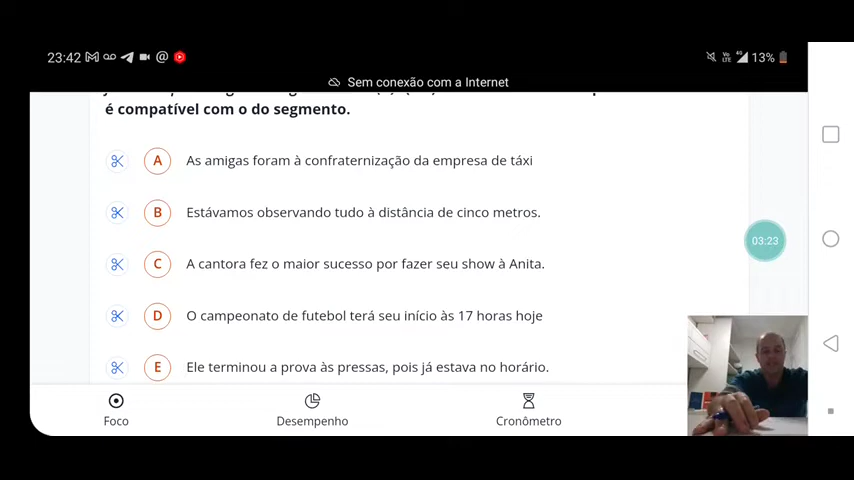 23:42
13%
Sem conexão com a Internet
é compatível com o do segmento.
A As amigas foram à confraternização da empresa de táxi
B Estávamos observando tudo à distância de cinco metros.
C A cantora fez o maior sucesso por fazer seu show à Anita.
03:23
D O campeonato de futebol terá seu início às 17 horas hoje
E Ele terminou a prova às pressas, pois já estava no horário.
Foco Desempenho Cronômetro